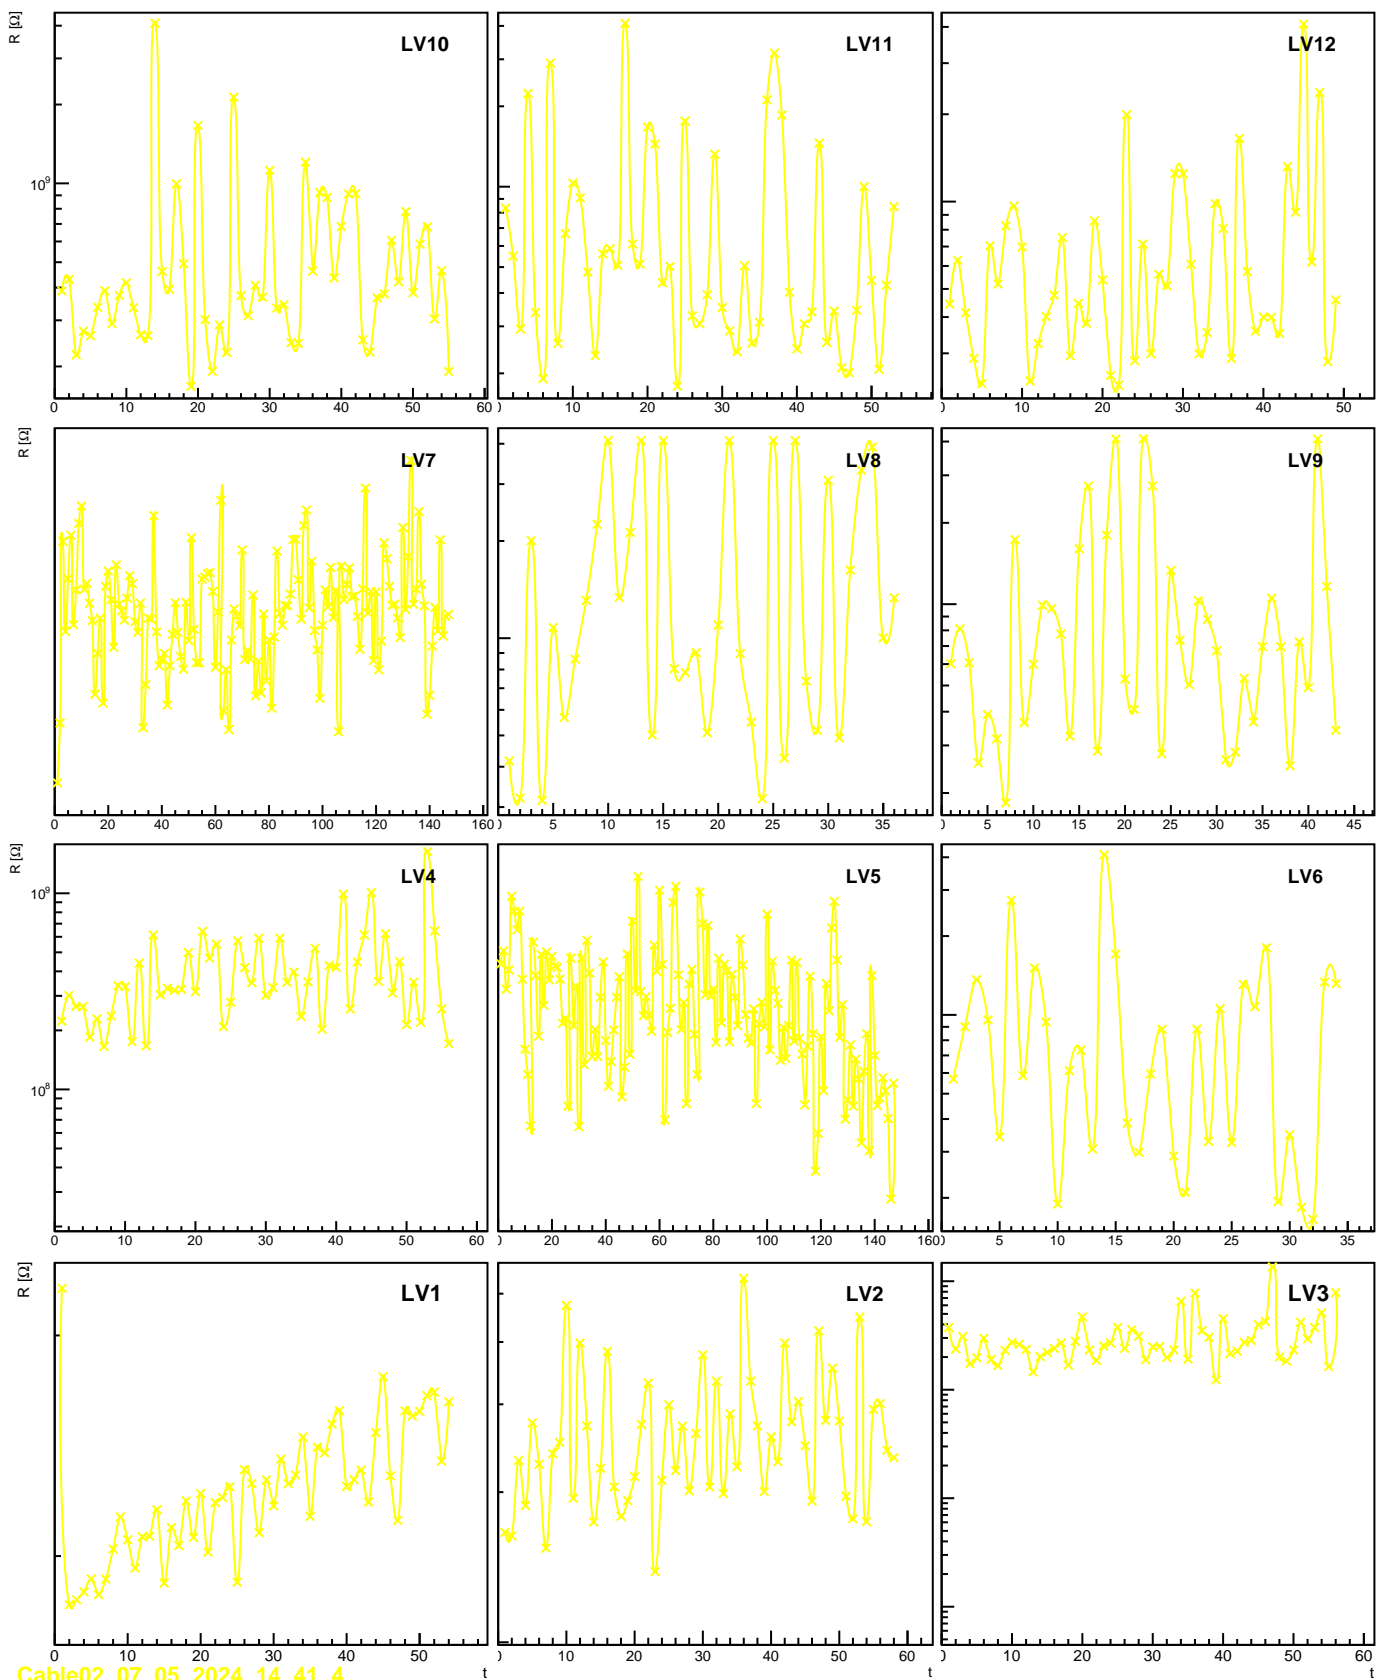 R [Ω]
LV10
LV11
LV12
10⁹
0 10 20 30 40 50 60
10 20 30 40 50
10 20 30 40 50
R [Ω]
LV7
LV8
LV9
0 20 40 60 80 100 120 140 160
5 10 15 20 25 30 35
5 10 15 20 25 30 35 40 45
R [Ω]
LV4
LV5
LV6
10⁹
10⁸
0 10 20 30 40 50 60
20 40 60 80 100 120 140 160
5 10 15 20 25 30 35
R [Ω]
LV1
LV2
LV3
0 10 20 30 40 50
10 20 30 40 50 60
10 20 30 40 50 60
t
t
t
Cable02_07_05_2024_14_41_4